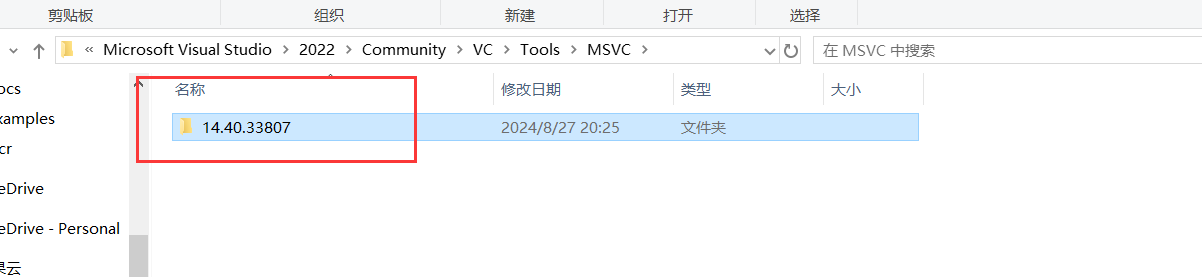 剪贴板 组织 新建 打开 选择
« Microsoft Visual Studio > 2022 > Community > VC > Tools > MSVC > 在 MSVC 中搜索
名称 修改日期 类型 大小
ocs
14.40.33807 2024/8/27 20:25 文件夹
xamples
cr
eDrive
eDrive - Personal
果云